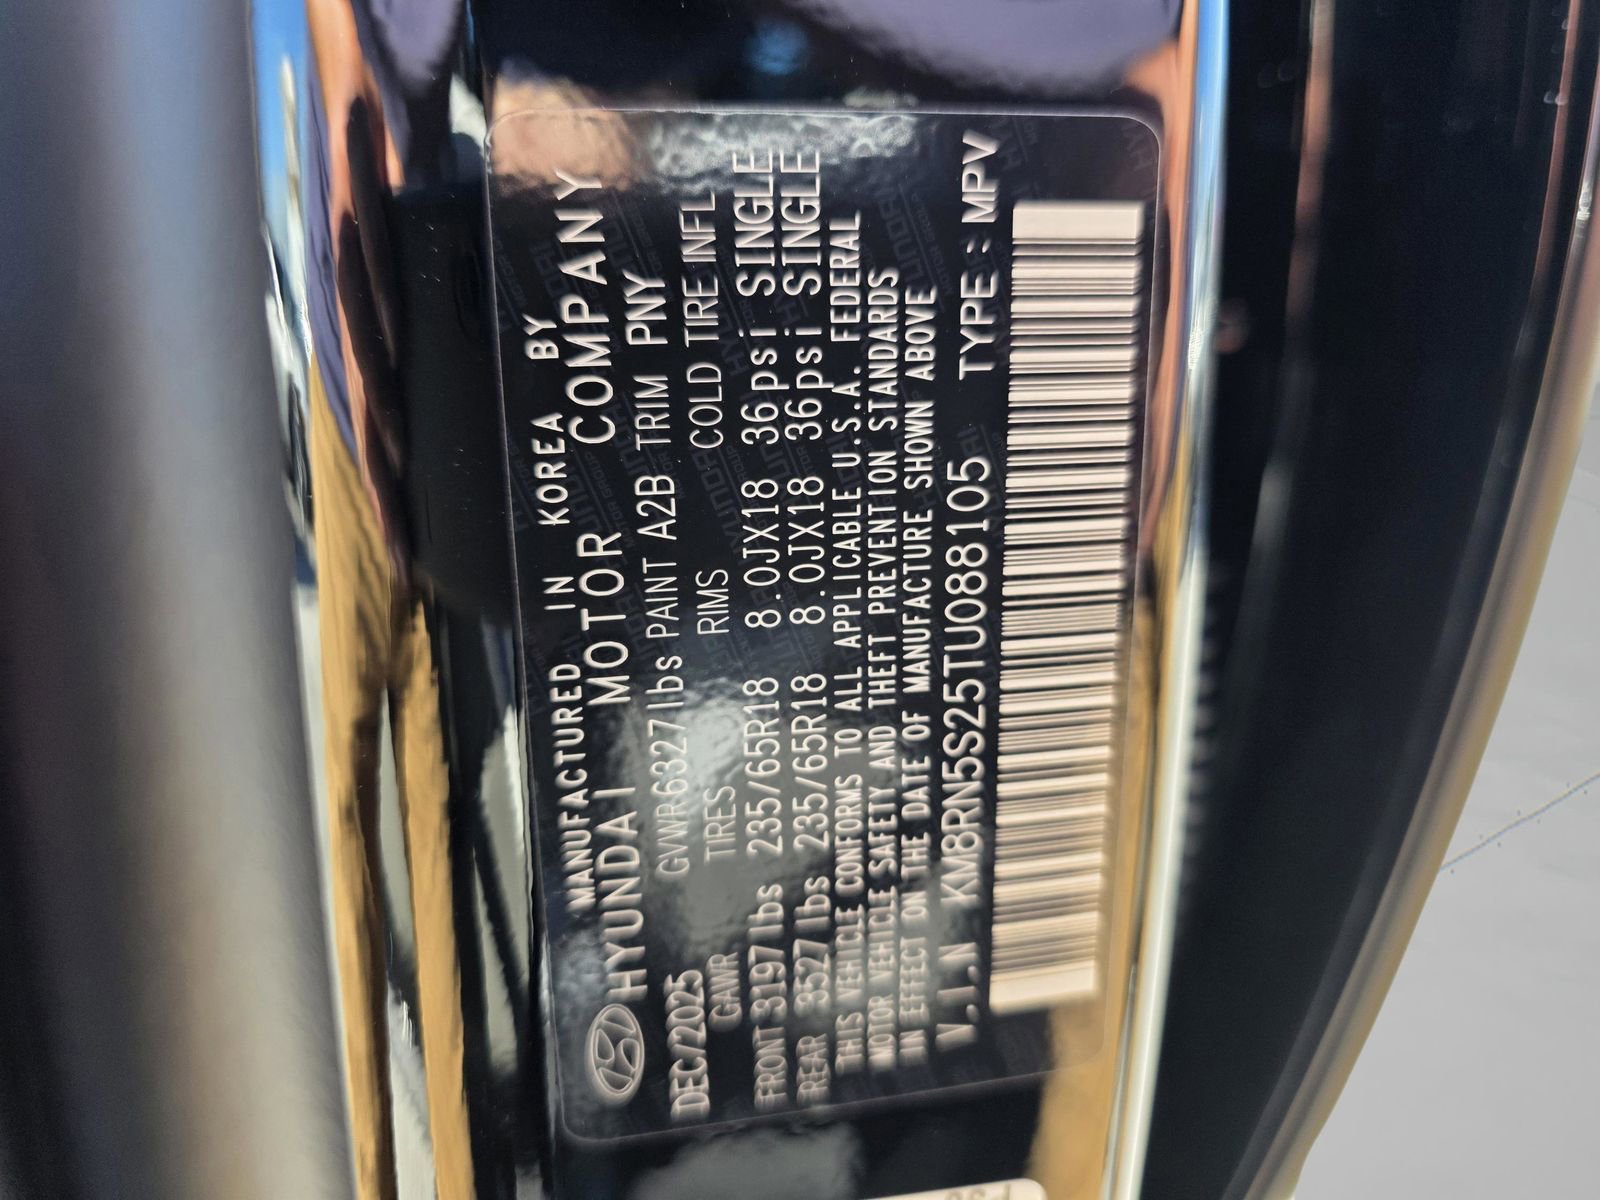 MANUFACTURED IN KOREA BY
HYUNDAI MOTOR COMPANY
DEC/2025 GVWR6327lbs PAINT A2B TRIM PNY
GAWR TIRES RIMS COLD TIRE INFL
FRONT 3197lbs 235/65R18 8.0JX18 36psi SINGLE
REAR 3527lbs 235/65R18 8.0JX18 36psi SINGLE
THIS VEHICLE CONFORMS TO ALL APPLICABLE U.S.A. FEDERAL
MOTOR VEHICLE SAFETY AND THEFT PREVENTION STANDARDS
IN EFFECT ON THE DATE OF MANUFACTURE SHOWN ABOVE
V.I.N KM8RN5S25TU088105 TYPE : MPV